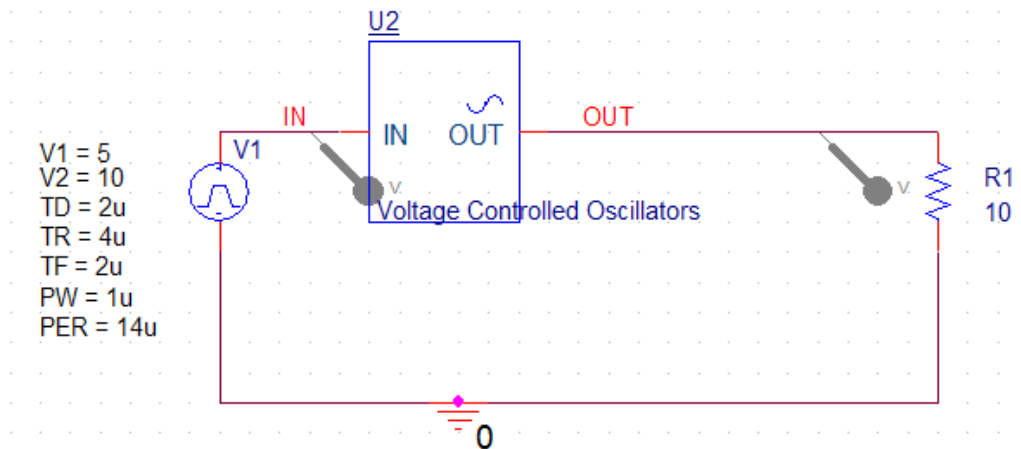 U2
IN
IN
OUT
OUT
V1
V1 = 5
V2 = 10
TD = 2u
TR = 4u
TF = 2u
PW = 1u
PER = 14u
V
Voltage Controlled Oscillators
V
R1
10
0